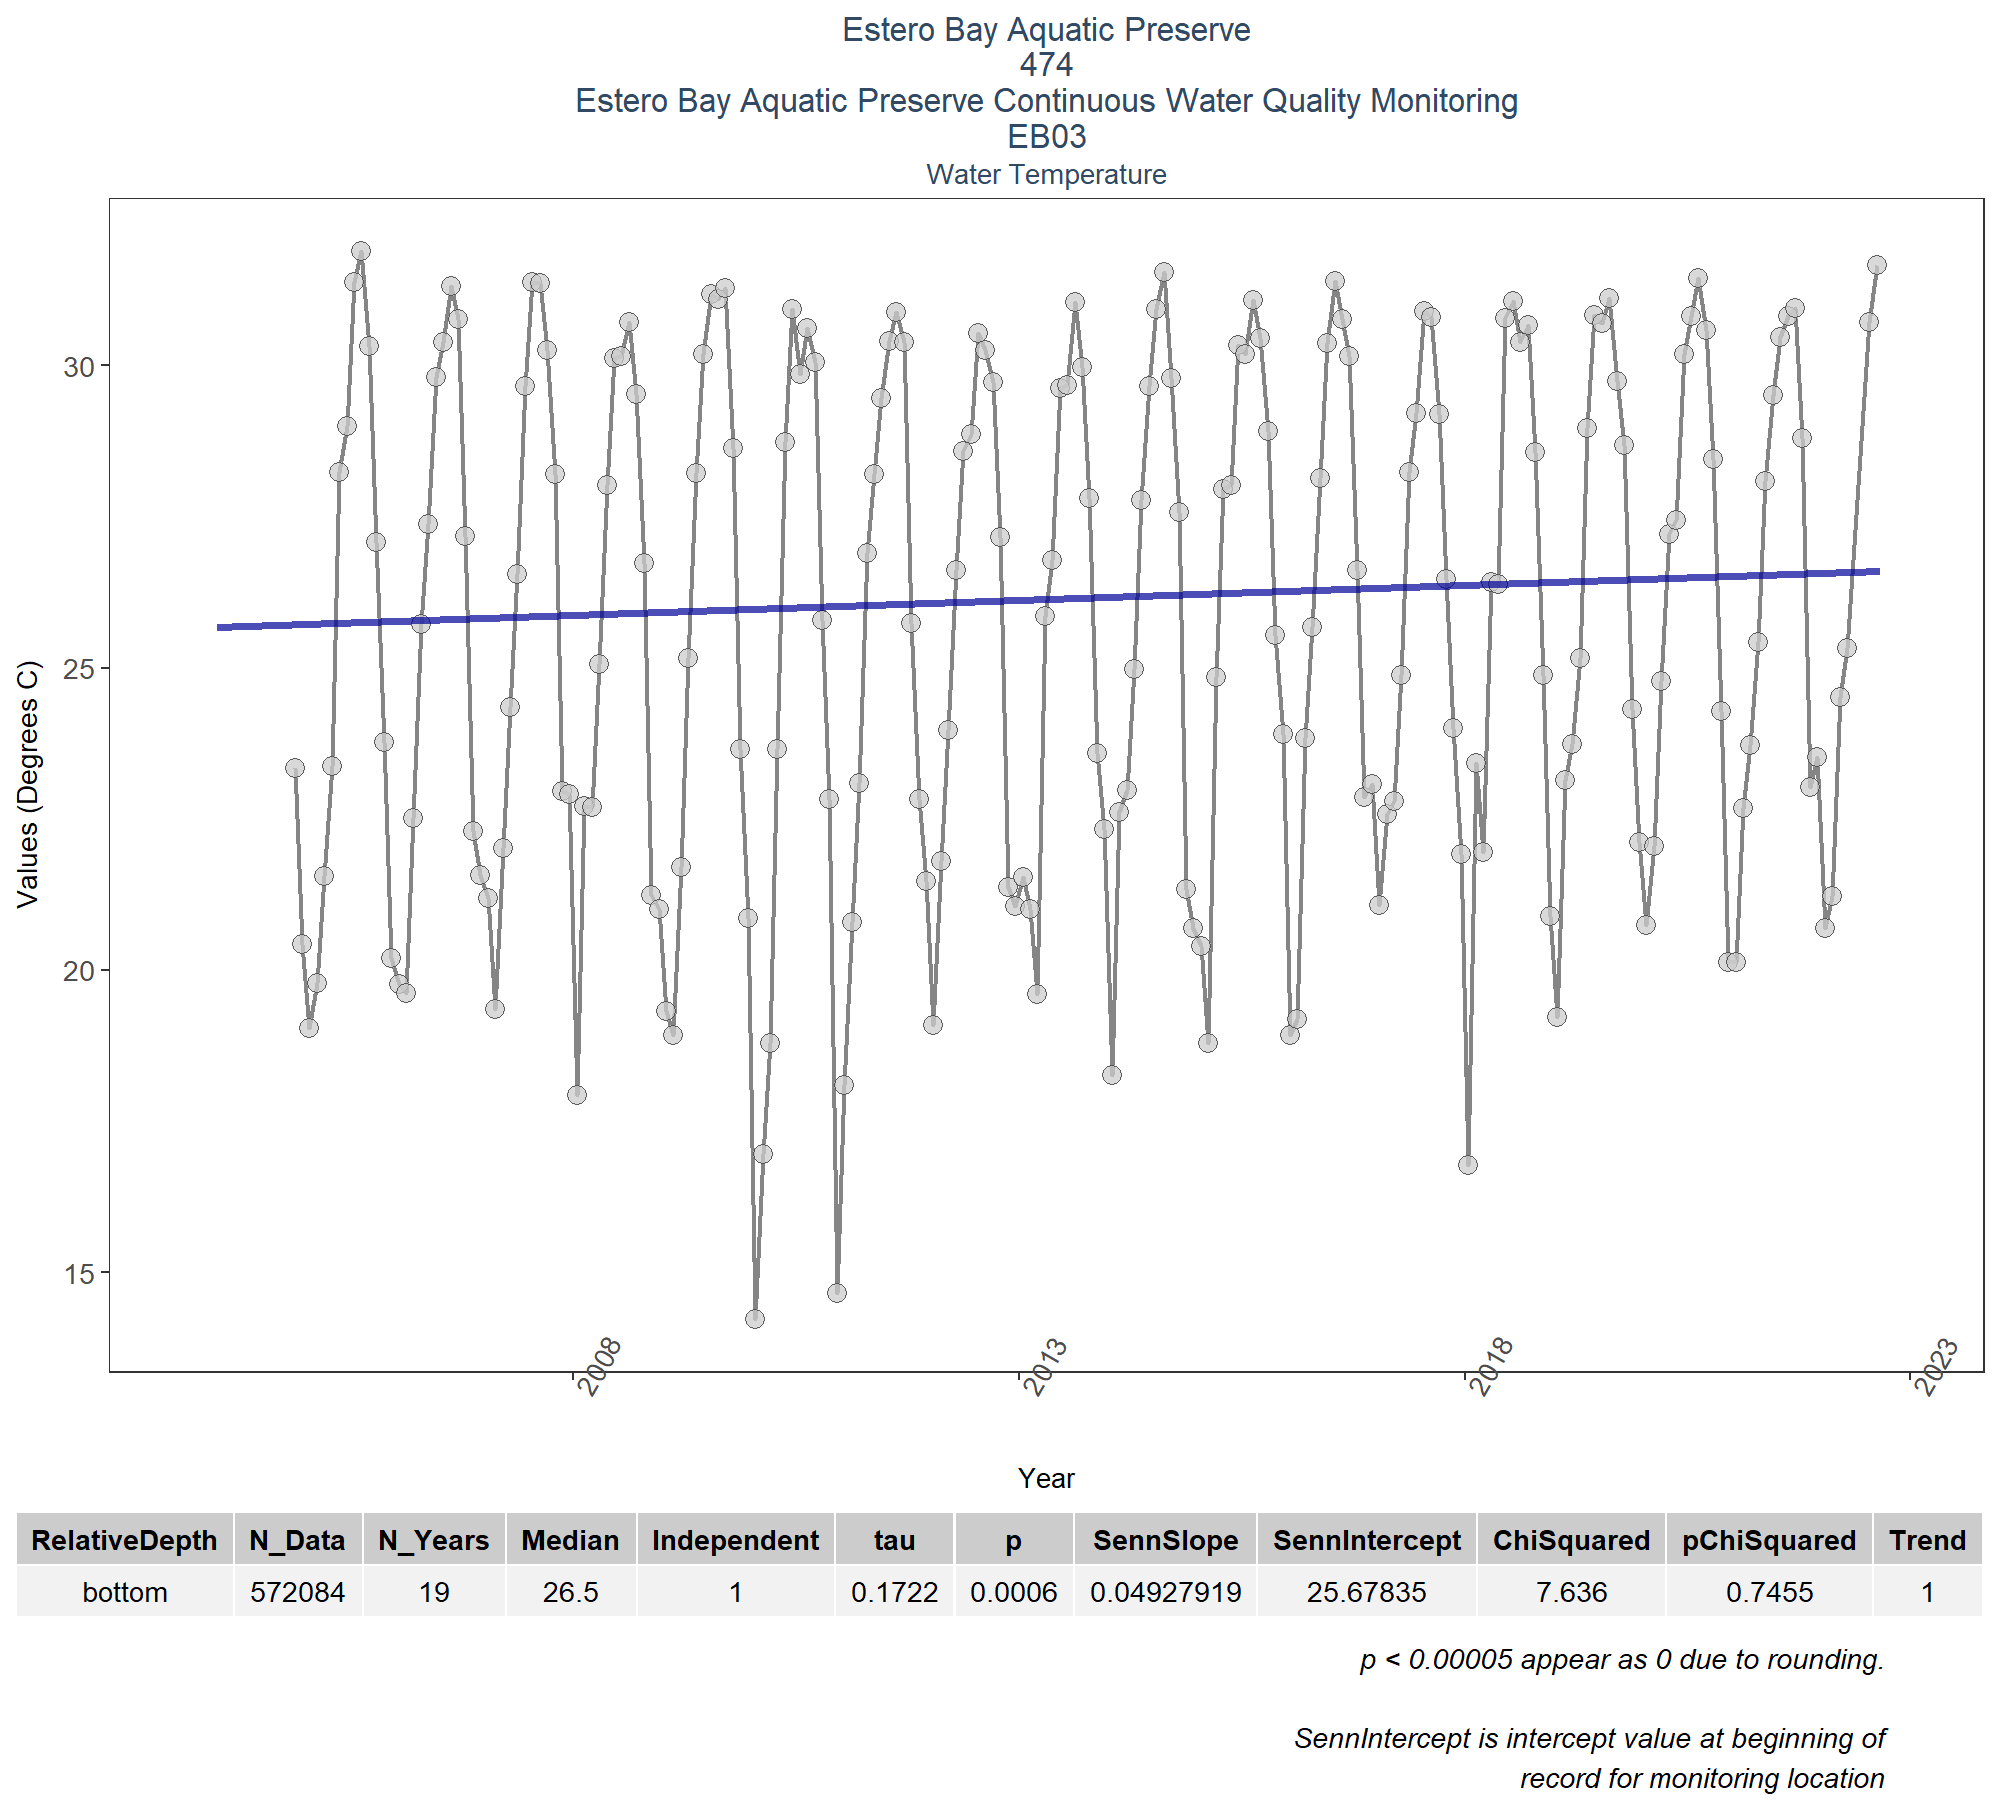 Estero Bay Aquatic Preserve
474
Estero Bay Aquatic Preserve Continuous Water Quality Monitoring
EB03
Water Temperature
Values (Degrees C)
30
25
20
15
2008
2013
2018
2023
Year
RelativeDepth N_Data N_Years Median Independent tau p SennSlope SennIntercept ChiSquared pChiSquared Trend
bottom 572084 19 26.5 1 0.1722 0.0006 0.04927919 25.67835 7.636 0.7455 1
p < 0.00005 appear as 0 due to rounding.
SennIntercept is intercept value at beginning of
record for monitoring location